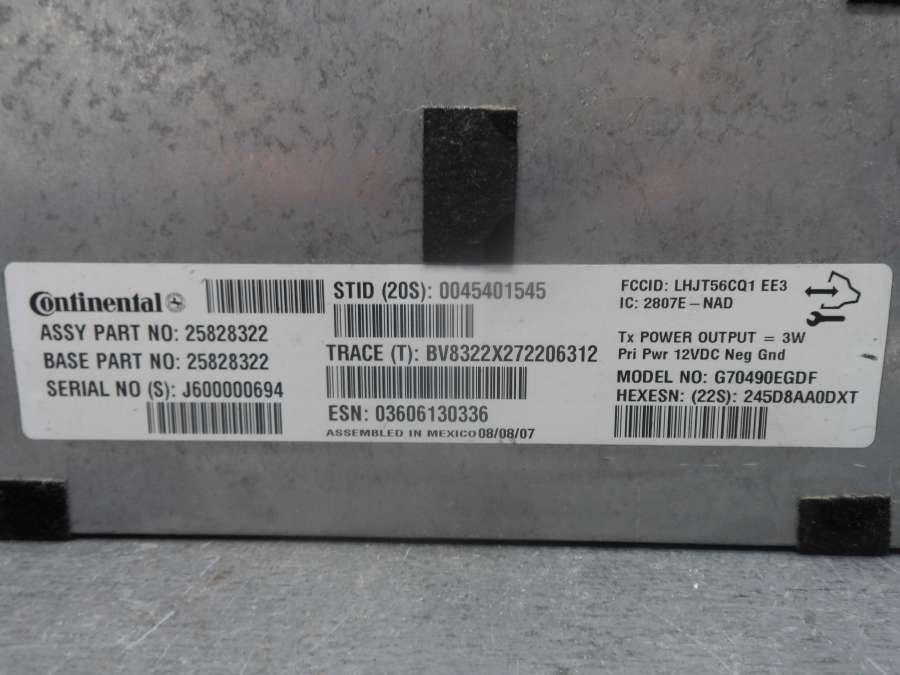 Continental
ASSY PART NO: 25828322
BASE PART NO: 25828322
SERIAL NO (S): J600000694
STID (20S): 0045401545
TRACE (T): BV8322X272206312
ESN: 03606130336
ASSEMBLED IN MEXICO 08/08/07
FCCID: LHJT56CQ1 EE3
IC: 2807E-NAD
Tx POWER OUTPUT = 3W
Pri Pwr 12VDC Neg Gnd
MODEL NO: G70490EGDF
HEXESN: (22S): 245D8AA0DXT